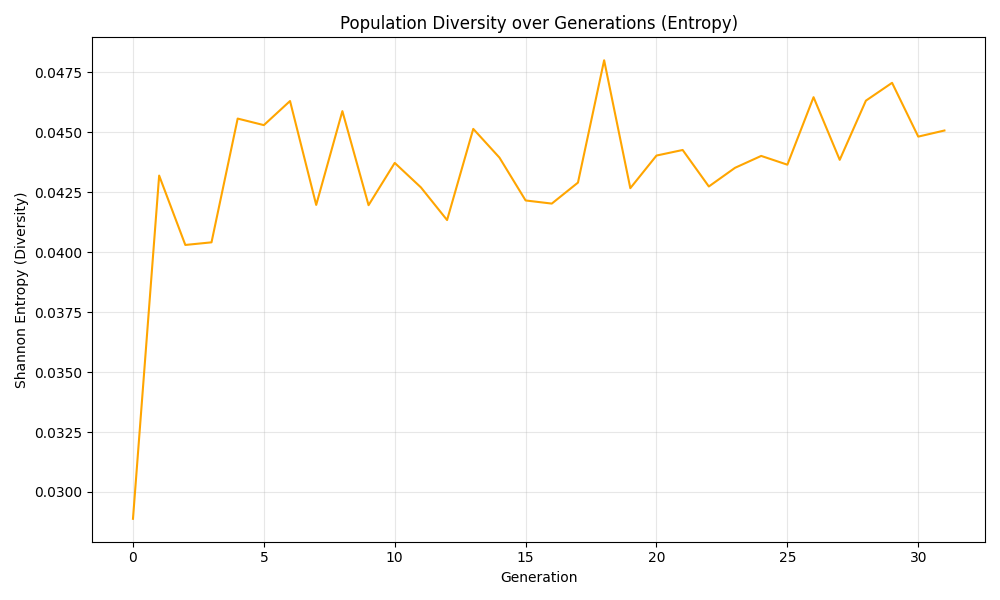 Population Diversity over Generations (Entropy)
Shannon Entropy (Diversity)
0.0475
0.0450
0.0425
0.0400
0.0375
0.0350
0.0325
0.0300
0 5 10 15 20 25 30
Generation